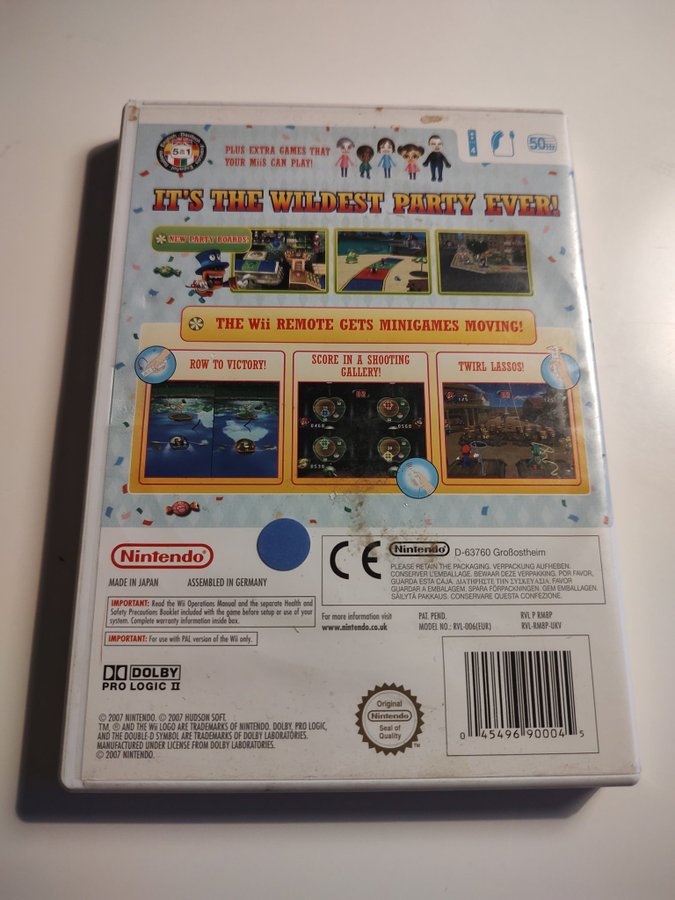 English · Deutsch
5 in 1
PLUS EXTRA GAMES THAT
YOUR Miis CAN PLAY!
50Hz
IT'S THE WILDEST PARTY EVER!
NEW PARTY BOARDS!
THE Wii REMOTE GETS MINIGAMES MOVING!
ROW TO VICTORY!
SCORE IN A SHOOTING
GALLERY!
TWIRL LASSOS!
Nintendo
MADE IN JAPAN
ASSEMBLED IN GERMANY
IMPORTANT: Read the Wii Operations Manual and the separate Health and
Safety Precautions Booklet included with the game before setup or use of your
system. Complete warranty information inside box.
IMPORTANT: For use with PAL version of the Wii only.
CE
Nintendo D-63760 Großostheim
PLEASE RETAIN THE PACKAGING. VERPACKUNG AUFHEBEN.
CONSERVER L'EMBALLAGE. BEWAAR DEZE VERPAKKING. POR FAVOR,
GUARDA ESTA CAJA. ΔΙΑΤΗΡΗΣΤΕ ΤΗΝ ΣΥΣΚΕΥΑΣΙΑ. FAVOR
GUARDAR A EMBALAGEM. SPARA FÖRPACKNINGEN. GEM EMBALLAGEN.
SÄILYTÄ PAKKAUS. CONSERVARE QUESTA CONFEZIONE.
For more information visit
www.nintendo.co.uk
PAT. PEND.
MODEL NO.: RVL-006(EUR)
RVL P RM8P
RVL-RM8P-UKV
DOLBY
PRO LOGIC II
© 2007 NINTENDO. © 2007 HUDSON SOFT.
TM, ® AND THE Wii LOGO ARE TRADEMARKS OF NINTENDO. DOLBY, PRO LOGIC,
AND THE DOUBLE-D SYMBOL ARE TRADEMARKS OF DOLBY LABORATORIES.
MANUFACTURED UNDER LICENSE FROM DOLBY LABORATORIES.
© 2007 NINTENDO.
Original
Nintendo
Seal of
Quality
TM
0 45496 90004 5